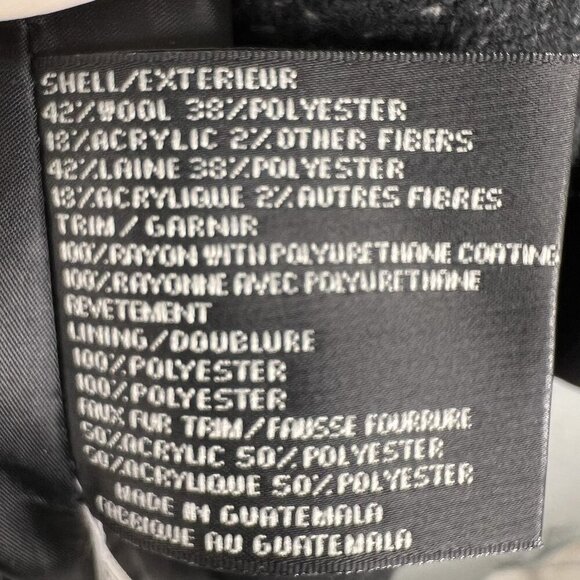 SHELL/EXTERIEUR
42%WOOL 38%POLYESTER
18%ACRYLIC 2%OTHER FIBERS
42%LAINE 38%POLYESTER
18%ACRYLIQUE 2%AUTRES FIBRES
TRIM / GARNIR
100%RAYON WITH POLYURETHANE COATING
100%RAYONNE AVEC POLYURETHANE
REVETEMENT
LINING/DOUBLURE
100%POLYESTER
100%POLYESTER
FAUX FUR TRIM/FAUSSE FOURRURE
50%ACRYLIC 50%POLYESTER
50%ACRYLIQUE 50%POLYESTER
MADE IN GUATEMALA
FABRIQUE AU GUATEMALA